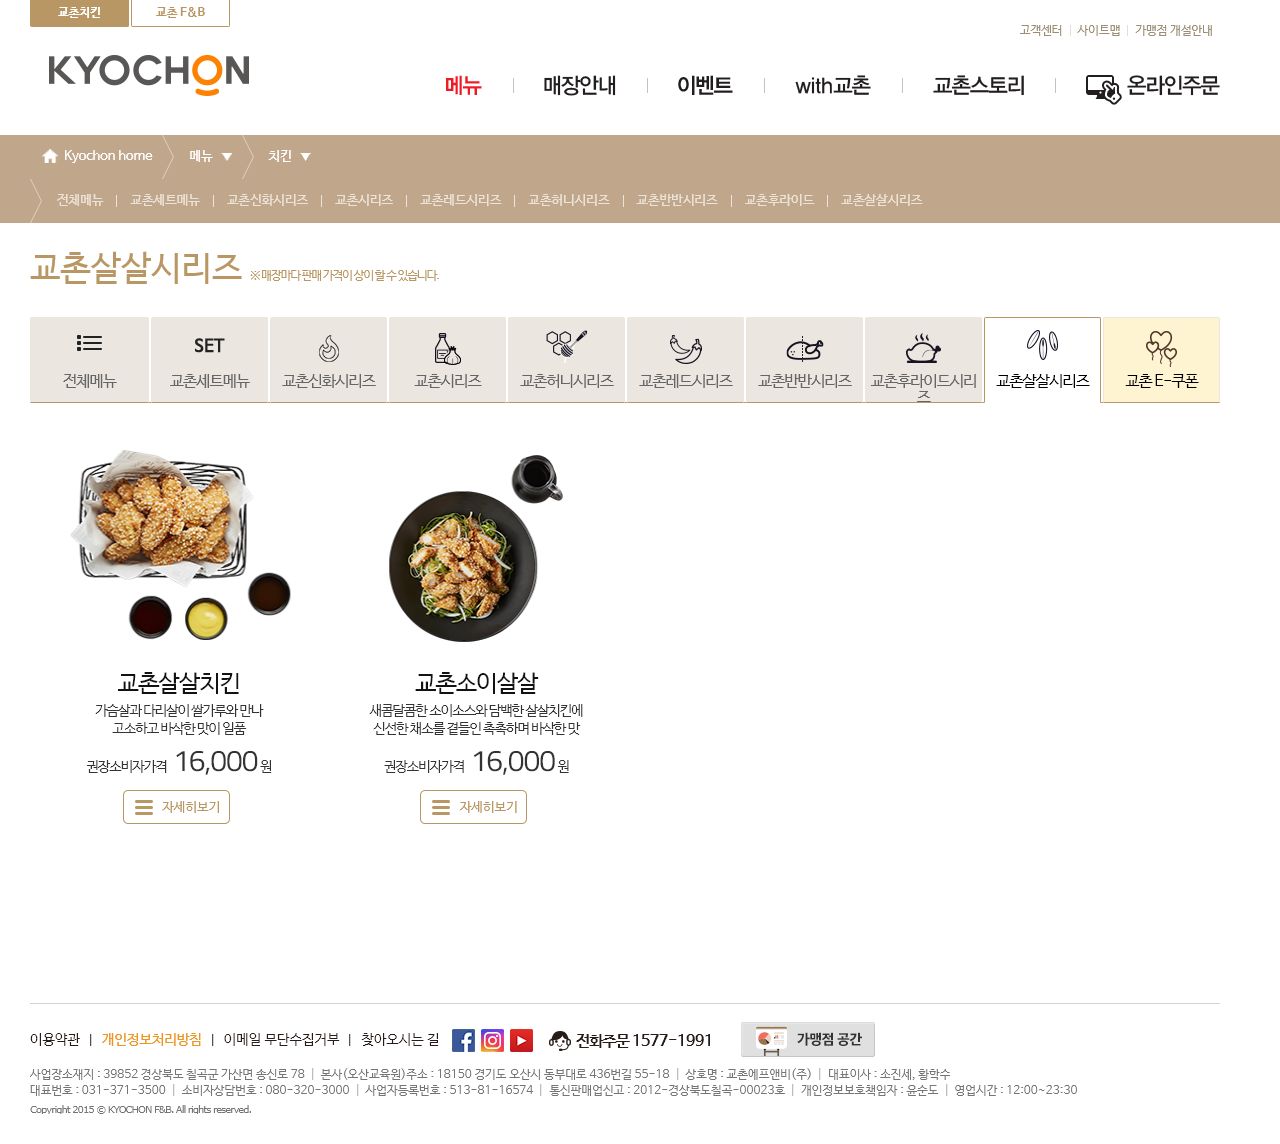 교촌치킨
교촌 F&B
고객센터
사이트맵
가맹점 개설안내
KYOCHON
메뉴
매장안내
이벤트
with교촌
교촌스토리
온라인주문
Kyochon home
메뉴
치킨
전체메뉴
교촌세트메뉴
교촌신화시리즈
교촌시리즈
교촌레드시리즈
교촌허니시리즈
교촌반반시리즈
교촌후라이드
교촌살살시리즈
교촌살살시리즈
※매장마다 판매 가격이 상이 할 수 있습니다.
SET
전체메뉴
교촌세트메뉴
교촌신화시리즈
교촌시리즈
교촌허니시리즈
교촌레드시리즈
교촌반반시리즈
교촌후라이드시리
즈
교촌살살시리즈
교촌 E-쿠폰
교촌살살치킨
가슴살과 다리살이 쌀가루와 만나
고소하고 바삭한 맛이 일품
권장소비자가격 16,000 원
자세히보기
교촌소이살살
새콤달콤한 소이소스와 담백한 살살치킨에
신선한 채소를 곁들인 촉촉하며 바삭한 맛
권장소비자가격 16,000 원
자세히보기
이용약관 | 개인정보처리방침 | 이메일 무단수집거부 | 찾아오시는 길
전화주문 1577-1991
가맹점 공간
사업장소재지 : 39852 경상북도 칠곡군 가산면 송신로 78 | 본사(오산교육원)주소 : 18150 경기도 오산시 동부대로 436번길 55-18 | 상호명 : 교촌에프앤비(주) | 대표이사 : 소진세, 황학수
대표번호 : 031-371-3500 | 소비자상담번호 : 080-320-3000 | 사업자등록번호 : 513-81-16574 | 통신판매업신고 : 2012-경상북도칠곡-00023호 | 개인정보보호책임자 : 윤순도 | 영업시간 : 12:00~23:30
Copyright 2015 © KYOCHON F&B. All rights reserved.